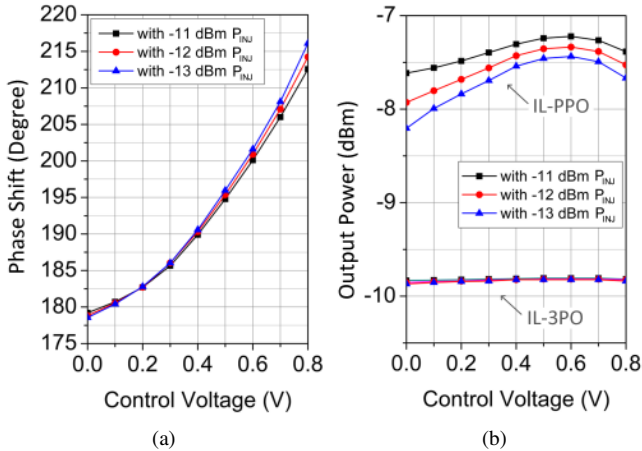 220
215
210
205
200
195
190
185
180
175
Phase Shift (Degree)
with -11 dBm P_INJ
with -12 dBm P_INJ
with -13 dBm P_INJ
0.0 0.2 0.4 0.6 0.8
Control Voltage (V)
(a)
-7
-8
-9
-10
Output Power (dBm)
IL-PPO
with -11 dBm P_INJ
with -12 dBm P_INJ
with -13 dBm P_INJ
IL-3PO
0.0 0.2 0.4 0.6 0.8
Control Voltage (V)
(b)